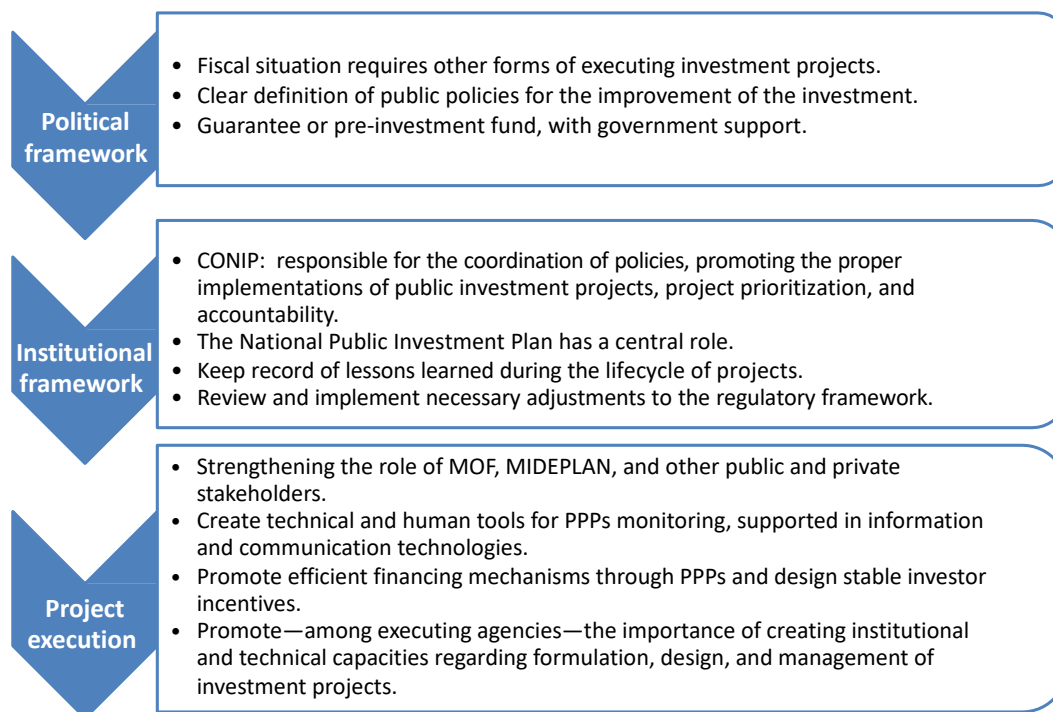 Political
framework
• Fiscal situation requires other forms of executing investment projects.
• Clear definition of public policies for the improvement of the investment.
• Guarantee or pre-investment fund, with government support.
Institutional
framework
• CONIP:  responsible for the coordination of policies, promoting the proper
implementations of public investment projects, project prioritization, and
accountability.
• The National Public Investment Plan has a central role.
• Keep record of lessons learned during the lifecycle of projects.
• Review and implement necessary adjustments to the regulatory framework.
Project
execution
• Strengthening the role of MOF, MIDEPLAN, and other public and private
stakeholders.
• Create technical and human tools for PPPs monitoring, supported in information
and communication technologies.
• Promote efficient financing mechanisms through PPPs and design stable investor
incentives.
• Promote—among executing agencies—the importance of creating institutional
and technical capacities regarding formulation, design, and management of
investment projects.